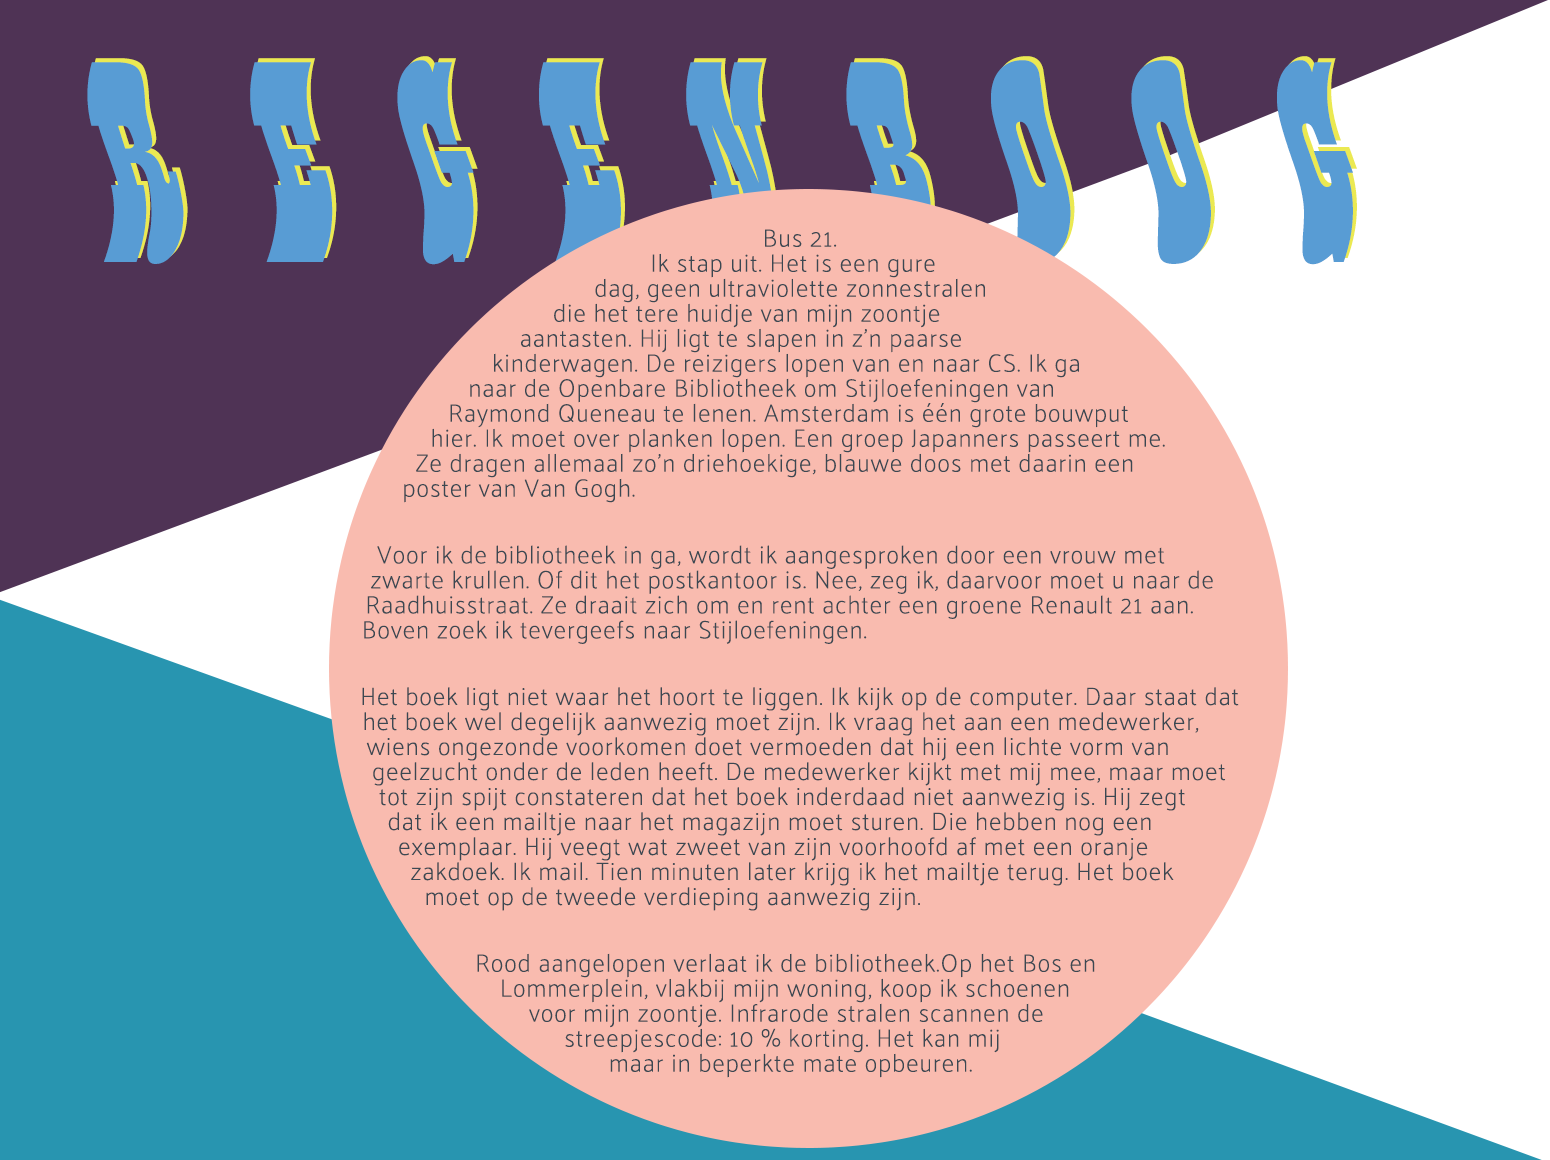 REGENBOOG
Bus 21.
Ik stap uit. Het is een gure
dag, geen ultraviolette zonnestralen
die het tere huidje van mijn zoontje
aantasten. Hij ligt te slapen in z’n paarse
kinderwagen. De reizigers lopen van en naar CS. Ik ga
naar de Openbare Bibliotheek om Stijloefeningen van
Raymond Queneau te lenen. Amsterdam is één grote bouwput
hier. Ik moet over planken lopen. Een groep Japanners passeert me.
Ze dragen allemaal zo’n driehoekige, blauwe doos met daarin een
poster van Van Gogh.
Voor ik de bibliotheek in ga, wordt ik aangesproken door een vrouw met
zwarte krullen. Of dit het postkantoor is. Nee, zeg ik, daarvoor moet u naar de
Raadhuisstraat. Ze draait zich om en rent achter een groene Renault 21 aan.
Boven zoek ik tevergeefs naar Stijloefeningen.
Het boek ligt niet waar het hoort te liggen. Ik kijk op de computer. Daar staat dat
het boek wel degelijk aanwezig moet zijn. Ik vraag het aan een medewerker,
wiens ongezonde voorkomen doet vermoeden dat hij een lichte vorm van
geelzucht onder de leden heeft. De medewerker kijkt met mij mee, maar moet
tot zijn spijt constateren dat het boek inderdaad niet aanwezig is. Hij zegt
dat ik een mailtje naar het magazijn moet sturen. Die hebben nog een
exemplaar. Hij veegt wat zweet van zijn voorhoofd af met een oranje
zakdoek. Ik mail. Tien minuten later krijg ik het mailtje terug. Het boek
moet op de tweede verdieping aanwezig zijn.
Rood aangelopen verlaat ik de bibliotheek.Op het Bos en
Lommerplein, vlakbij mijn woning, koop ik schoenen
voor mijn zoontje. Infrarode stralen scannen de
streepjescode: 10 % korting. Het kan mij
maar in beperkte mate opbeuren.